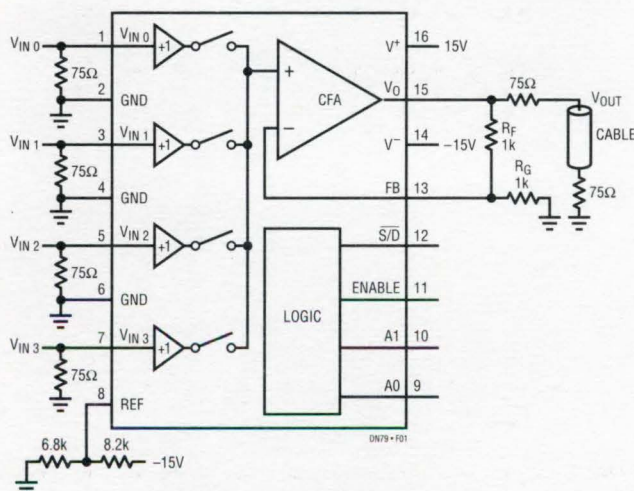 VIN 0
1
VIN 0
75Ω
2
GND
+1
VIN 1
3
VIN 1
75Ω
4
GND
+1
VIN 2
5
VIN 2
75Ω
6
GND
+1
VIN 3
7
VIN 3
75Ω
8
REF
+1
6.8k
8.2k
–15V
+
–
CFA
LOGIC
V+
16
15V
VO
15
75Ω
VOUT
CABLE
75Ω
V–
14
–15V
RF
1k
RG
1k
FB
13
S/D
12
ENABLE
11
A1
10
A0
9
DN79 • F01